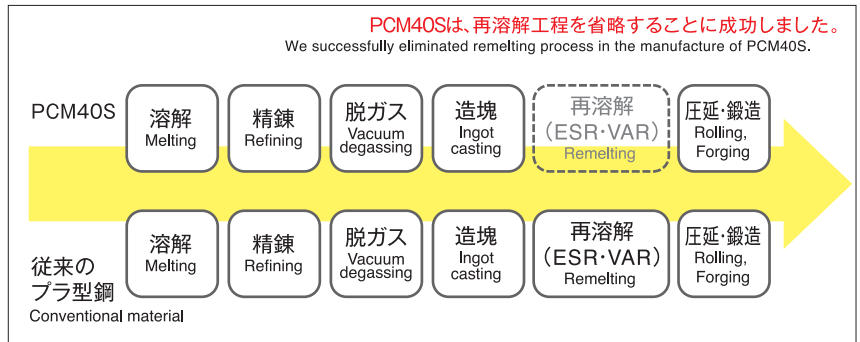 PCM40Sは、再溶解工程を省略することに成功しました。
We successfully eliminated remelting process in the manufacture of PCM40S.
PCM40S
溶解
Melting
精錬
Refining
脱ガス
Vacuum
degassing
造塊
Ingot
casting
再溶解
(ESR・VAR)
Remelting
圧延・鍛造
Rolling,
Forging
従来の
プラ型鋼
Conventional material
溶解
Melting
精錬
Refining
脱ガス
Vacuum
degassing
造塊
Ingot
casting
再溶解
(ESR・VAR)
Remelting
圧延・鍛造
Rolling,
Forging